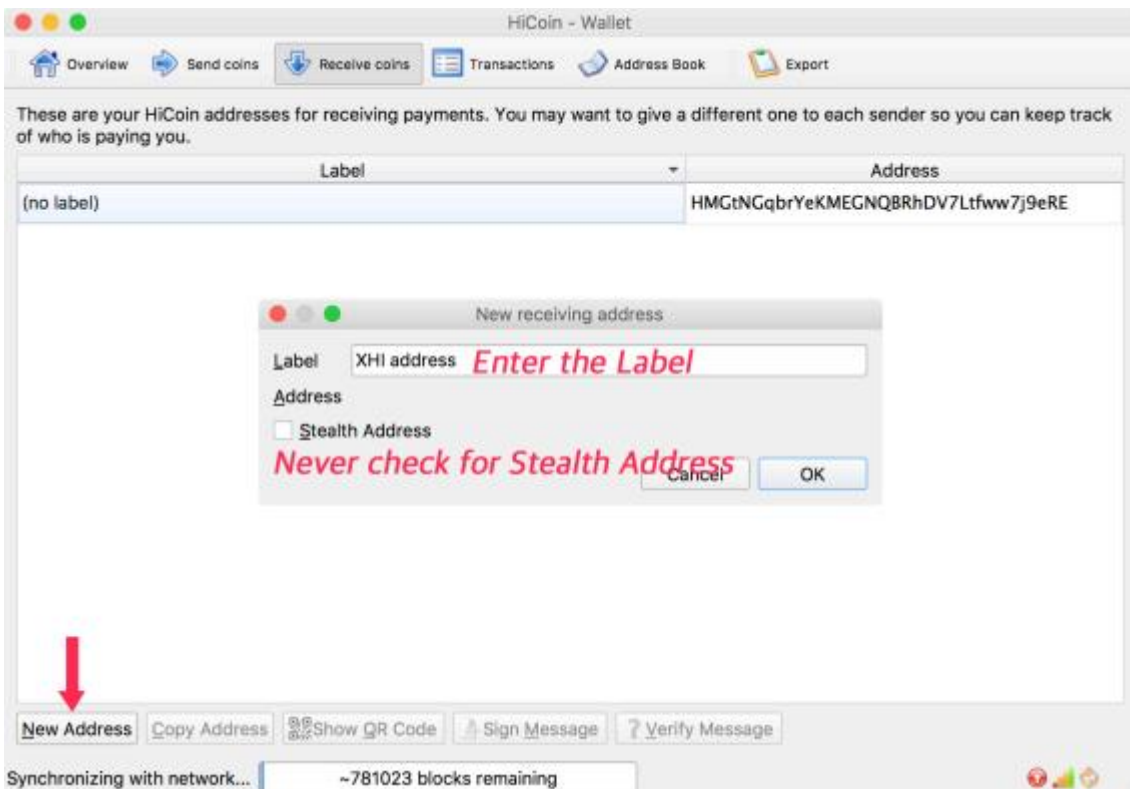 HiCoin - Wallet
Overview Send coins Receive coins Transactions Address Book Export
These are your HiCoin addresses for receiving payments. You may want to give a different one to each sender so you can keep track
of who is paying you.
Label Address
(no label) HMGtNGqbrYeKMEGNQBRhDV7Ltfww7j9eRE
New receiving address
Label XHI address Enter the Label
Address
Stealth Address
Never check for Stealth Address
Cancel OK
New Address Copy Address Show QR Code Sign Message ? Verify Message
Synchronizing with network... ~781023 blocks remaining